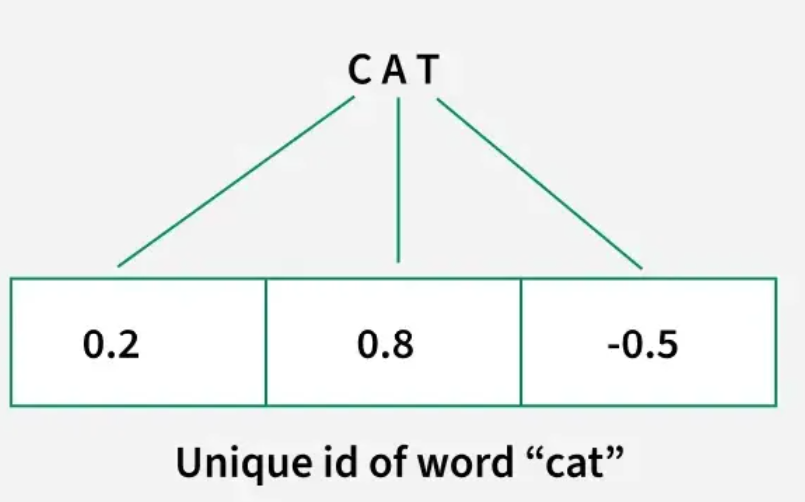 C A T
0.2 0.8 -0.5
Unique id of word “cat”